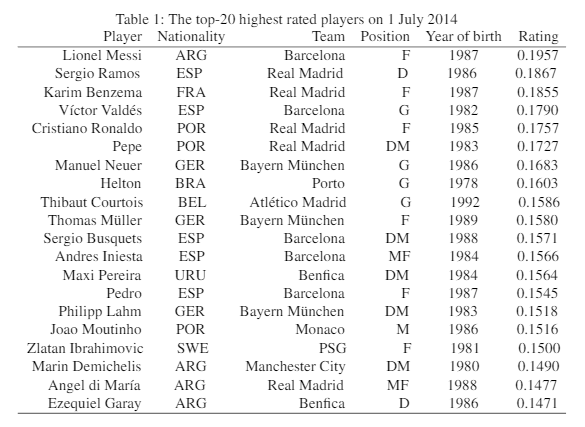 Table 1: The top-20 highest rated players on 1 July 2014
Player Nationality Team Position Year of birth Rating
Lionel Messi ARG Barcelona F 1987 0.1957
Sergio Ramos ESP Real Madrid D 1986 0.1867
Karim Benzema FRA Real Madrid F 1987 0.1855
Víctor Valdés ESP Barcelona G 1982 0.1790
Cristiano Ronaldo POR Real Madrid F 1985 0.1757
Pepe POR Real Madrid DM 1983 0.1727
Manuel Neuer GER Bayern München G 1986 0.1683
Helton BRA Porto G 1978 0.1603
Thibaut Courtois BEL Atlético Madrid G 1992 0.1586
Thomas Müller GER Bayern München F 1989 0.1580
Sergio Busquets ESP Barcelona DM 1988 0.1571
Andres Iniesta ESP Barcelona MF 1984 0.1566
Maxi Pereira URU Benfica DM 1984 0.1564
Pedro ESP Barcelona F 1987 0.1545
Philipp Lahm GER Bayern München DM 1983 0.1518
Joao Moutinho POR Monaco M 1986 0.1516
Zlatan Ibrahimovic SWE PSG F 1981 0.1500
Marin Demichelis ARG Manchester City DM 1980 0.1490
Angel di María ARG Real Madrid MF 1988 0.1477
Ezequiel Garay ARG Benfica D 1986 0.1471